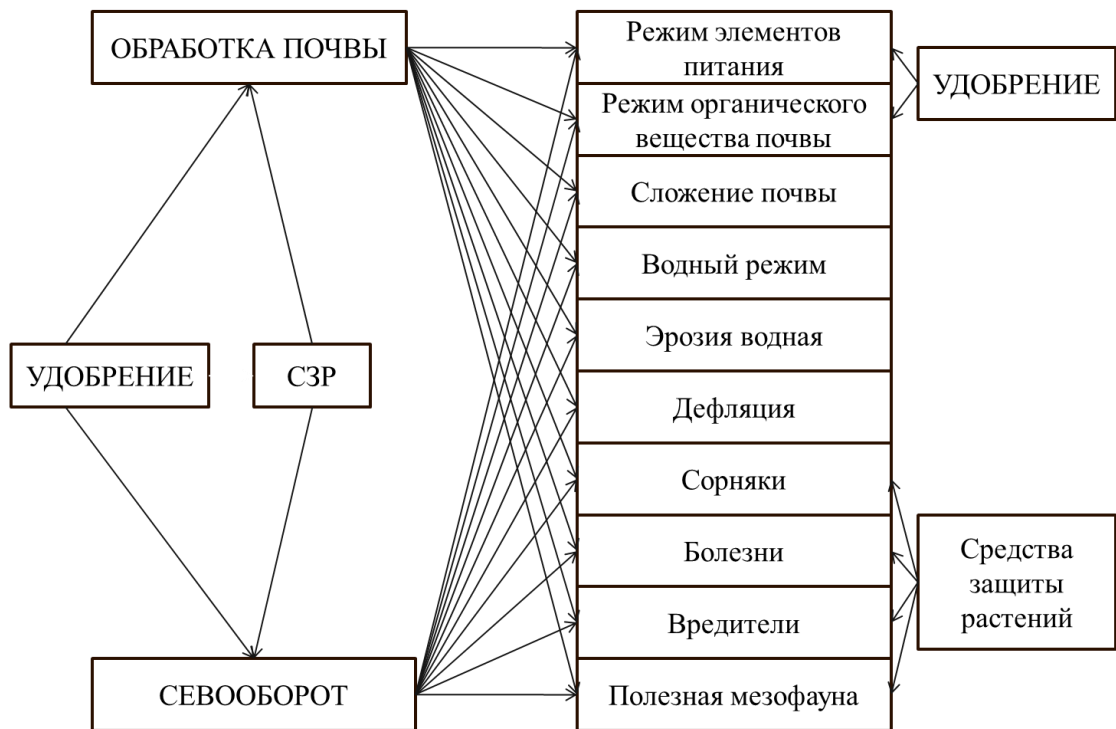 ОБРАБОТКА ПОЧВЫ
УДОБРЕНИЕ
СЗР
СЕВООБОРОТ
Режим элементов
питания
Режим органического
вещества почвы
Сложение почвы
Водный режим
Эрозия водная
Дефляция
Сорняки
Болезни
Вредители
Полезная мезофауна
УДОБРЕНИЕ
Средства
защиты
растений